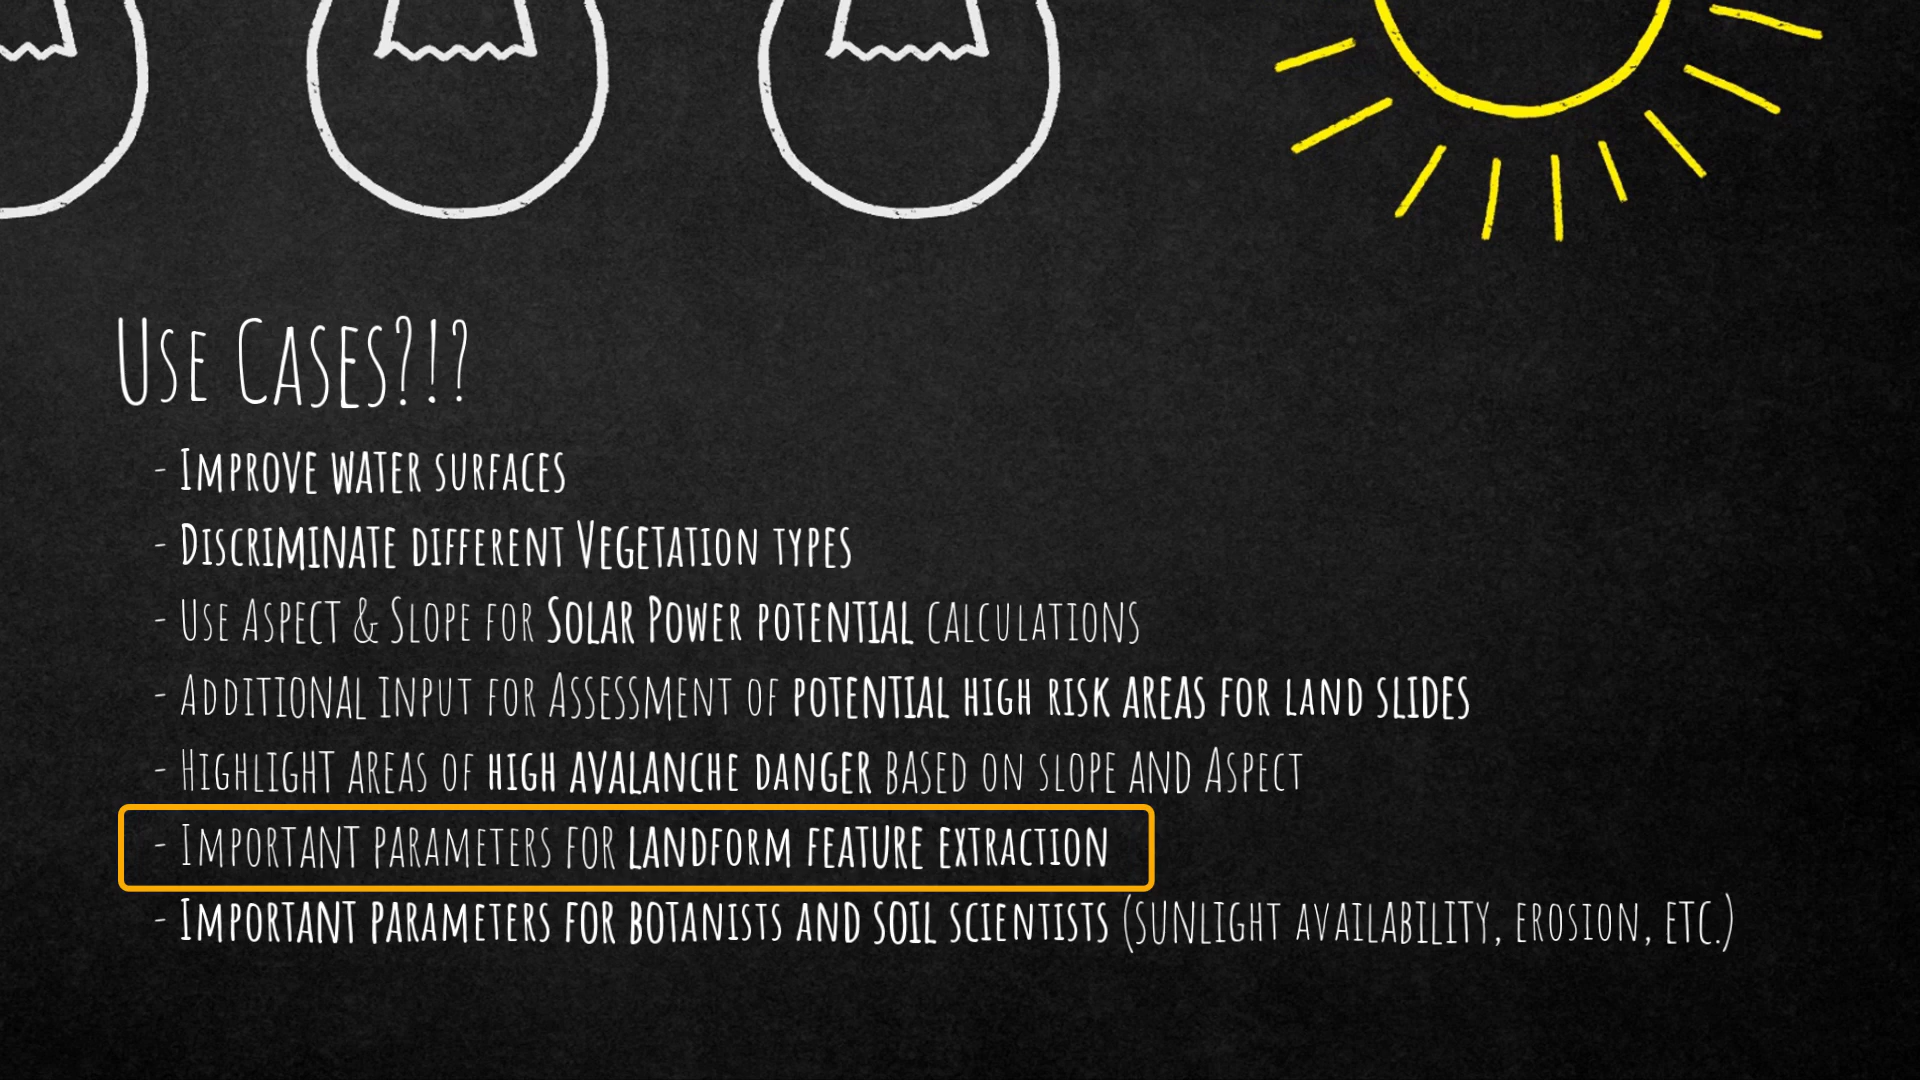 Use Cases?!?
- Improve water surfaces
- Discriminate different Vegetation types
- Use Aspect & Slope for Solar Power potential calculations
- Additional input for Assessment of potential high risk areas for land slides
- Highlight areas of high avalanche danger based on slope and Aspect
- Important parameters for landform feature extraction
- Important parameters for botanists and soil scientists (sunlight availability, erosion, etc.)